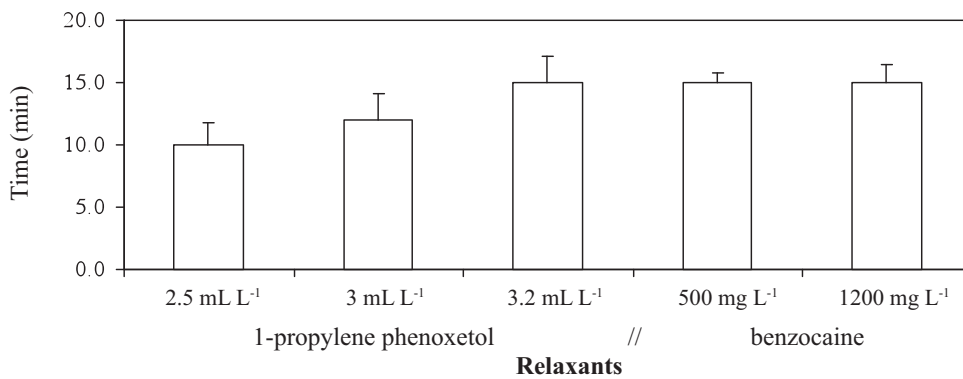 20.0
15.0
10.0
5.0
0.0
Time (min)
2.5 mL L⁻¹ 3 mL L⁻¹ 3.2 mL L⁻¹ 500 mg L⁻¹ 1200 mg L⁻¹
1-propylene phenoxetol // benzocaine
Relaxants